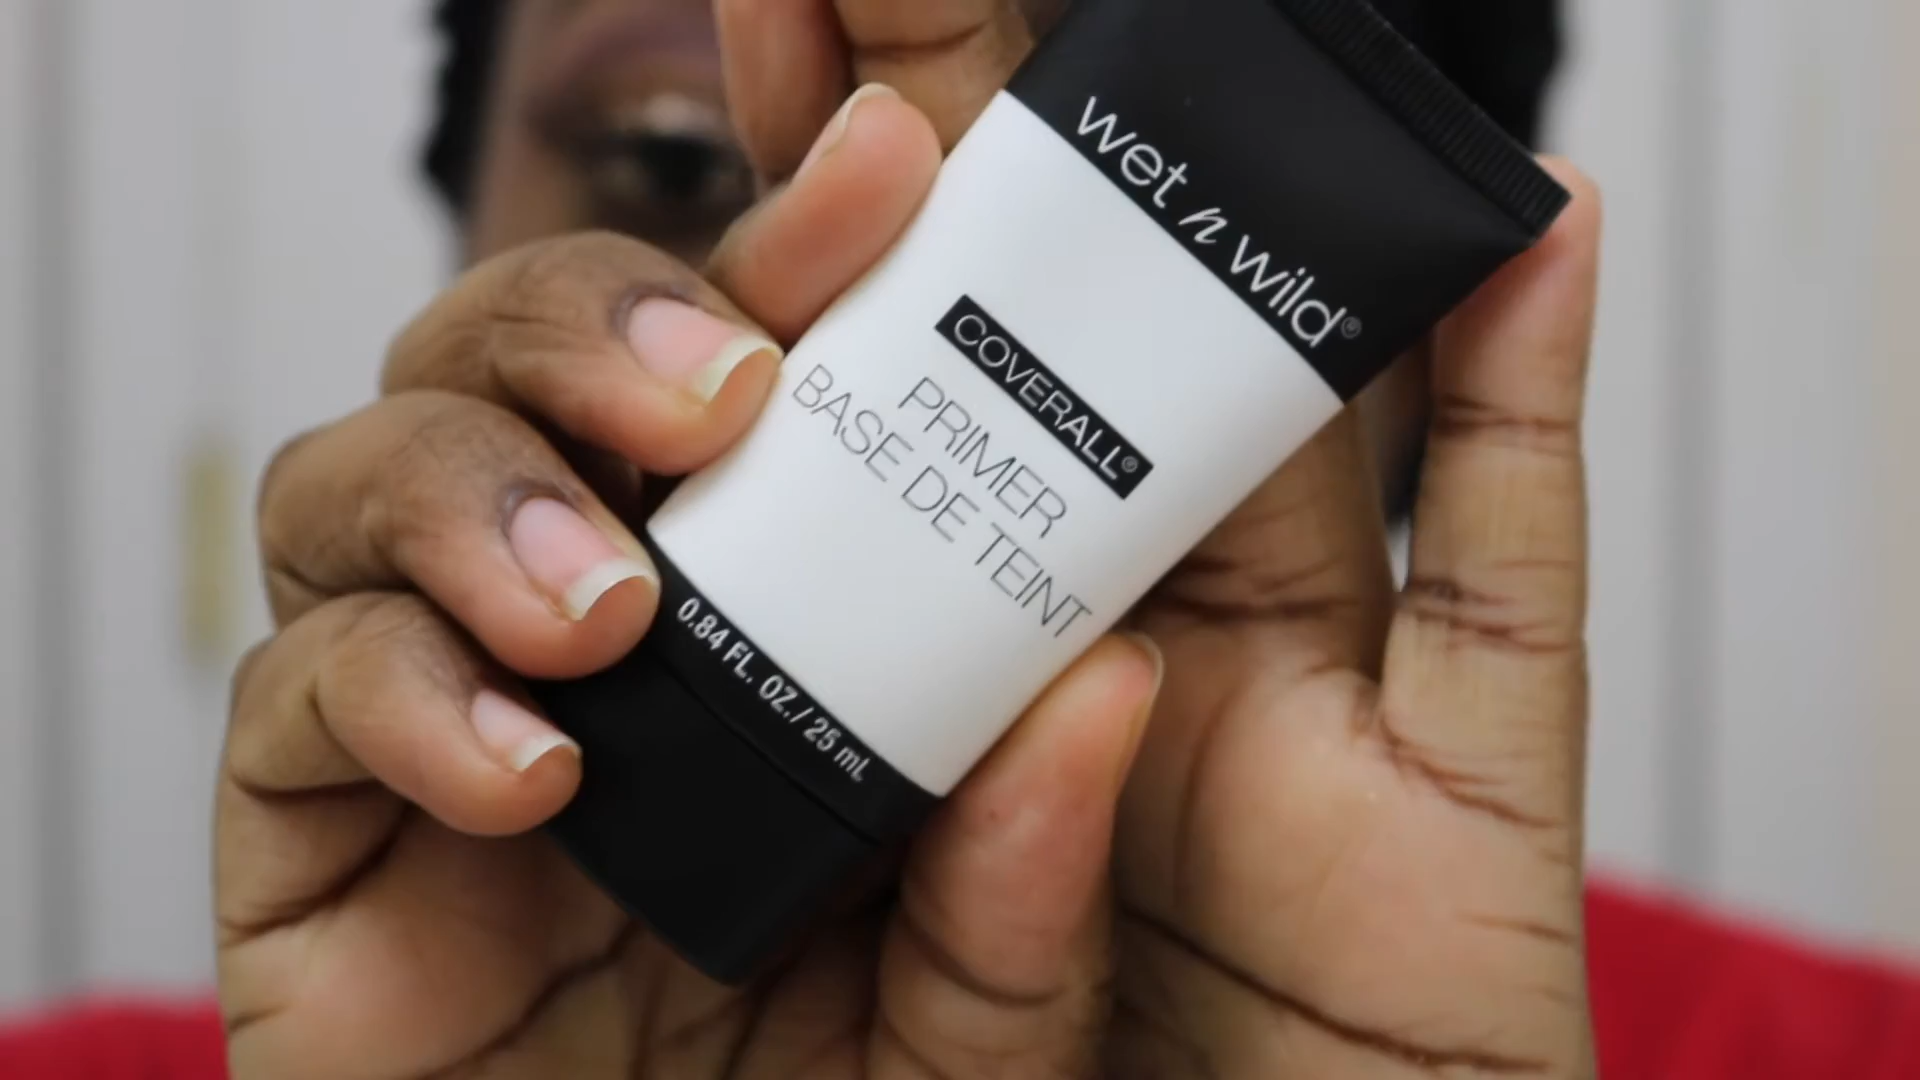 wet n wild®
COVERALL®
PRIMER
BASE DE TEINT
0.84 FL. OZ./25 mL